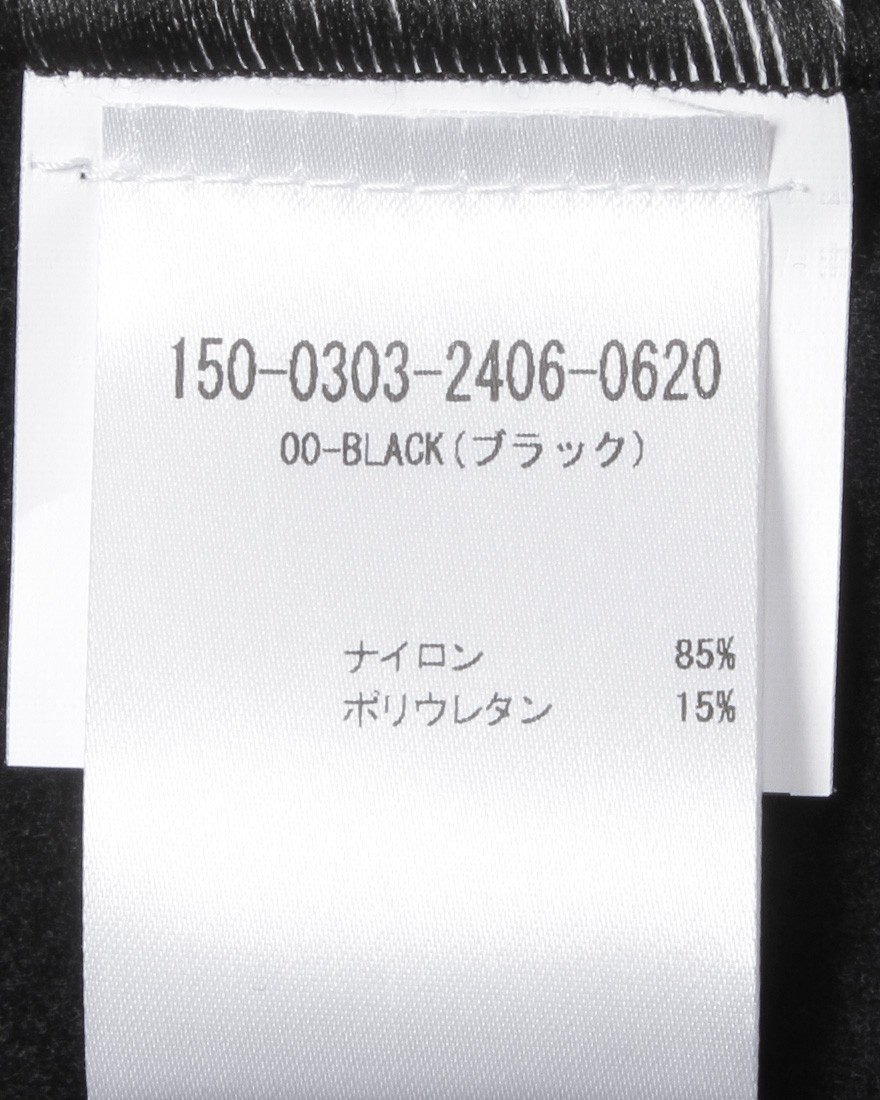 150-0303-2406-0620
00-BLACK(ブラック)
ナイロン 85%
ポリウレタン 15%